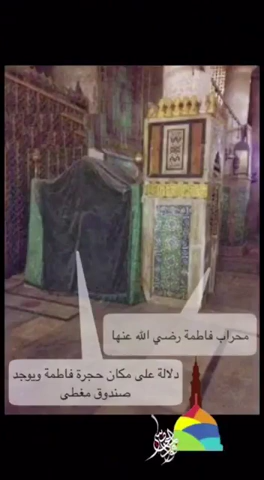 محراب فاطمة رضي الله عنها
دلالة على مكان حجرة فاطمة ويوجد
صندوق مغطى